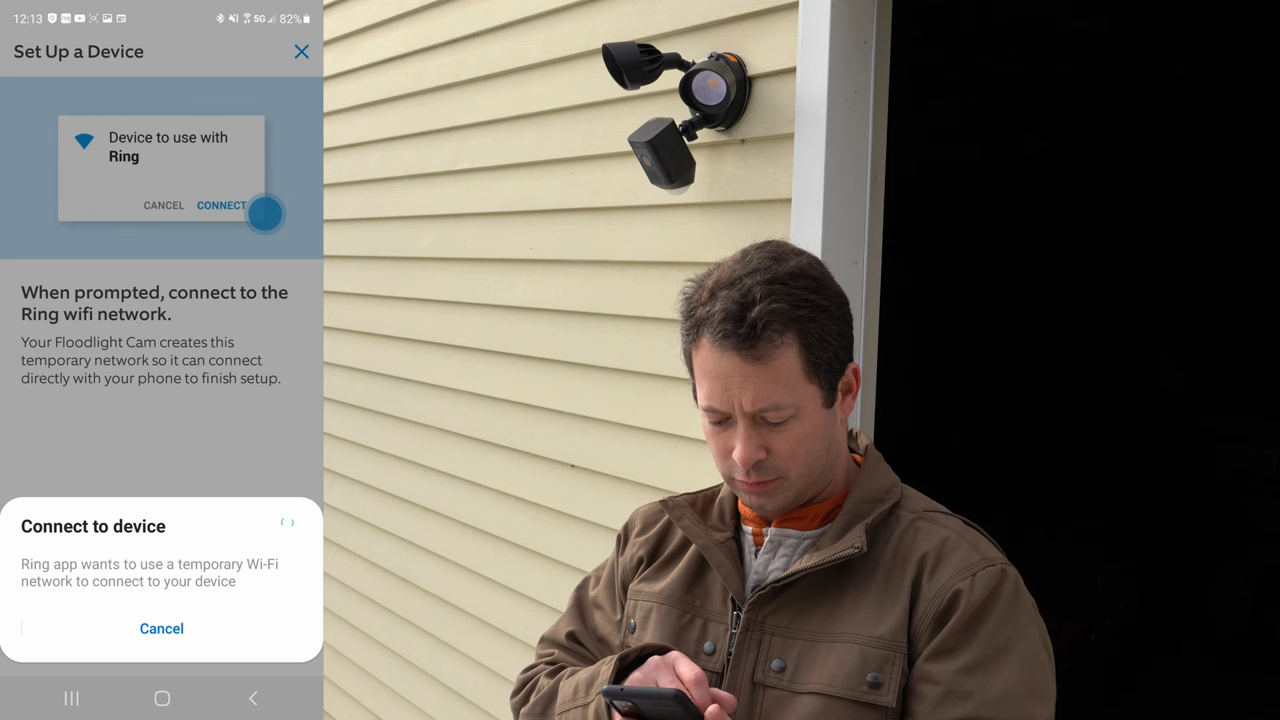 12:13
5G 82%
Set Up a Device
Device to use with
Ring
CANCEL CONNECT
When prompted, connect to the
Ring wifi network.
Your Floodlight Cam creates this
temporary network so it can connect
directly with your phone to finish setup.
Connect to device
Ring app wants to use a temporary Wi-Fi
network to connect to your device
Cancel